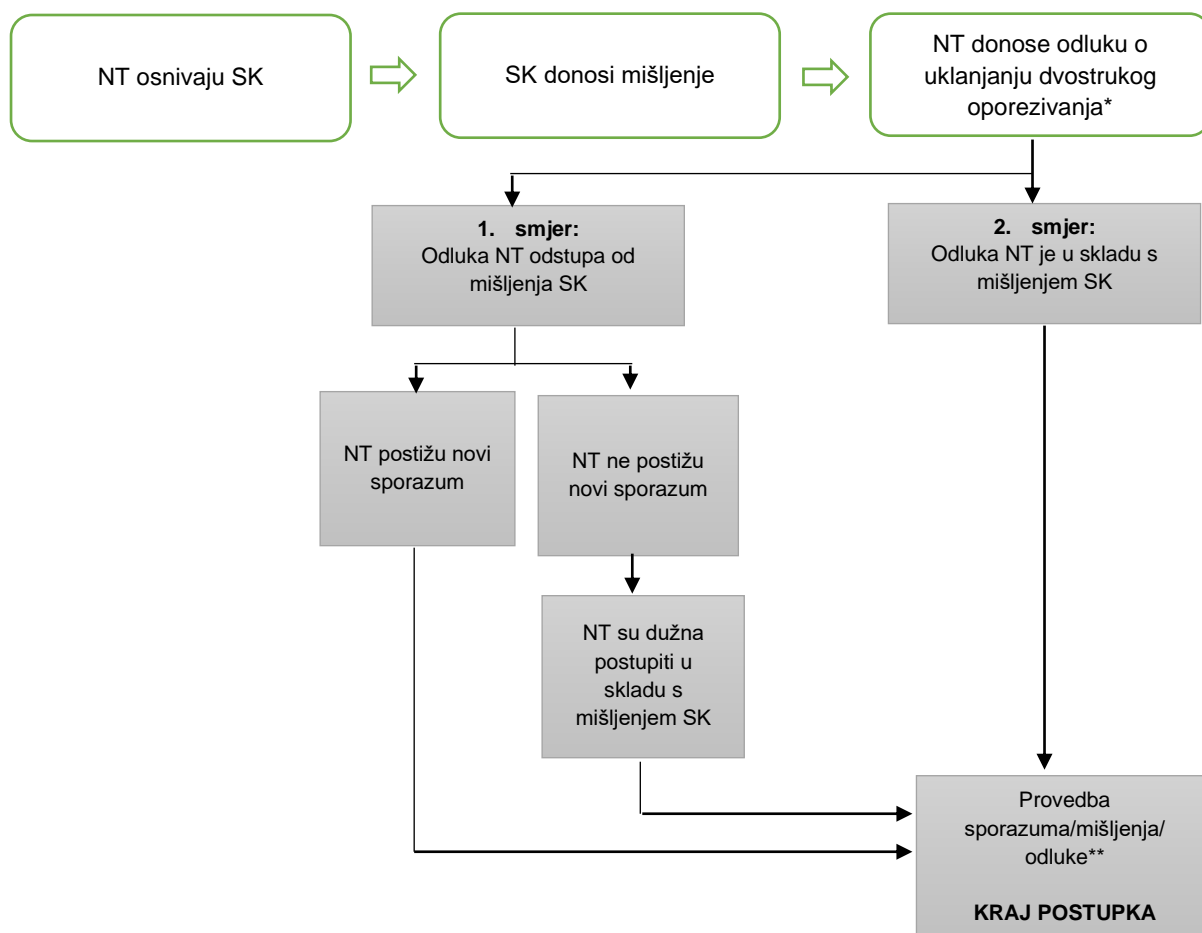 NT osnivaju SK
SK donosi mišljenje
NT donose odluku o
uklanjanju dvostrukog
oporezivanja*
1. smjer:
Odluka NT odstupa od
mišljenja SK
2. smjer:
Odluka NT je u skladu s
mišljenjem SK
NT postižu novi
sporazum
NT ne postižu
novi sporazum
NT su dužna
postupiti u
skladu s
mišljenjem SK
Provedba
sporazuma/mišljenja/
odluke**
KRAJ POSTUPKA